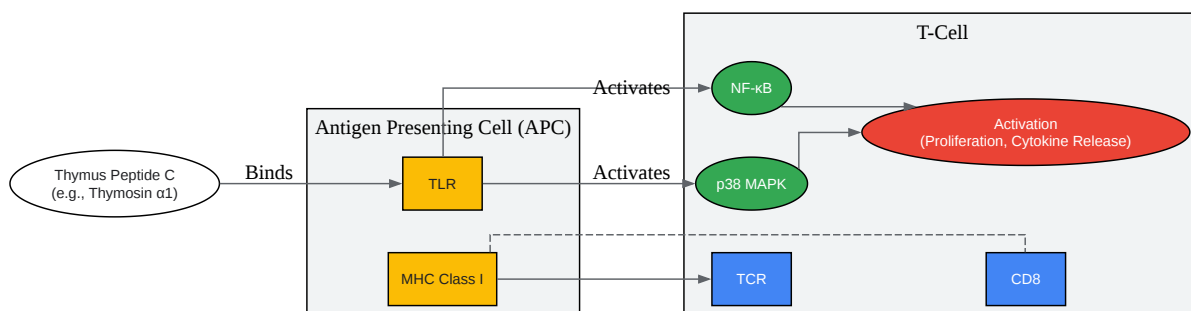 T-Cell
Activates
NF-κB
Antigen Presenting Cell (APC)
Activation
(Proliferation, Cytokine Release)
Thymus Peptide C
(e.g., Thymosin α1)
Binds
TLR
Activates
p38 MAPK
MHC Class I
TCR
CD8